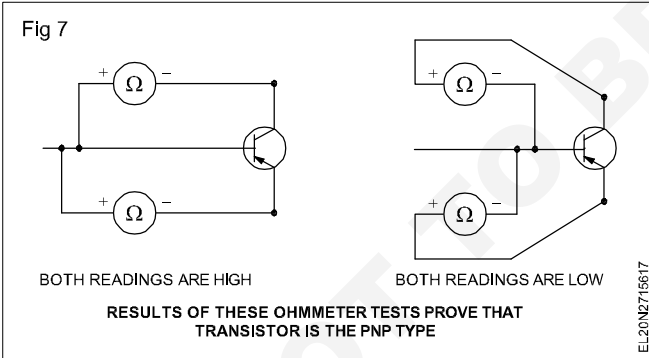 Fig 7
+ Ω −
+ Ω −
BOTH READINGS ARE HIGH
+ Ω −
+ Ω −
BOTH READINGS ARE LOW
RESULTS OF THESE OHMMETER TESTS PROVE THAT
TRANSISTOR IS THE PNP TYPE
EL20N2715617